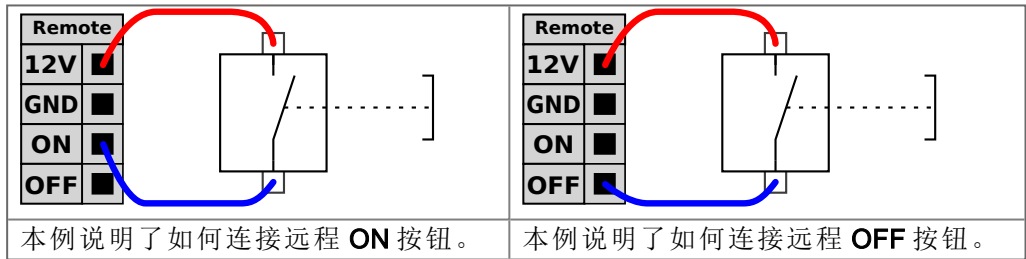 Remote
12V
GND
ON
OFF
本例说明了如何连接远程 ON 按钮。
Remote
12V
GND
ON
OFF
本例说明了如何连接远程 OFF 按钮。